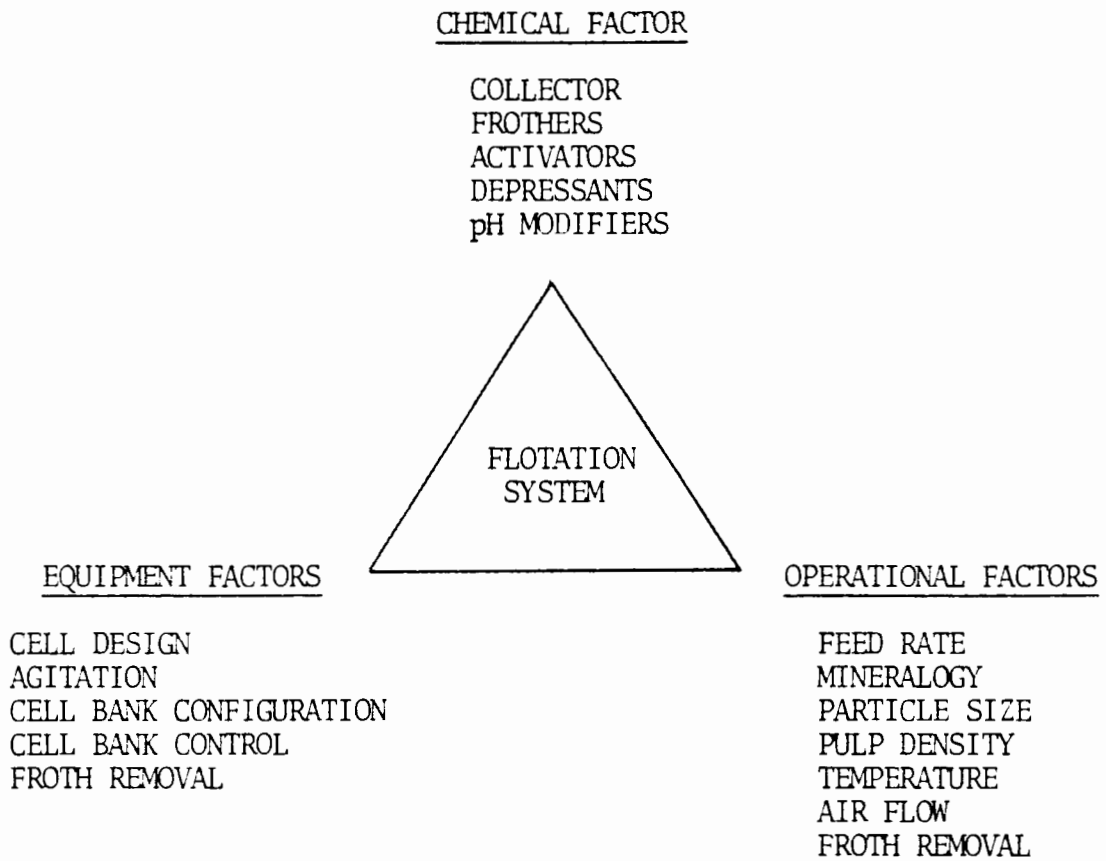 CHEMICAL FACTOR
COLLECTOR
FROTHERS
ACTIVATORS
DEPRESSANTS
pH MODIFIERS
FLOTATION
SYSTEM
EQUIPMENT FACTORS
CELL DESIGN
AGITATION
CELL BANK CONFIGURATION
CELL BANK CONTROL
FROTH REMOVAL
OPERATIONAL FACTORS
FEED RATE
MINERALOGY
PARTICLE SIZE
PULP DENSITY
TEMPERATURE
AIR FLOW
FROTH REMOVAL